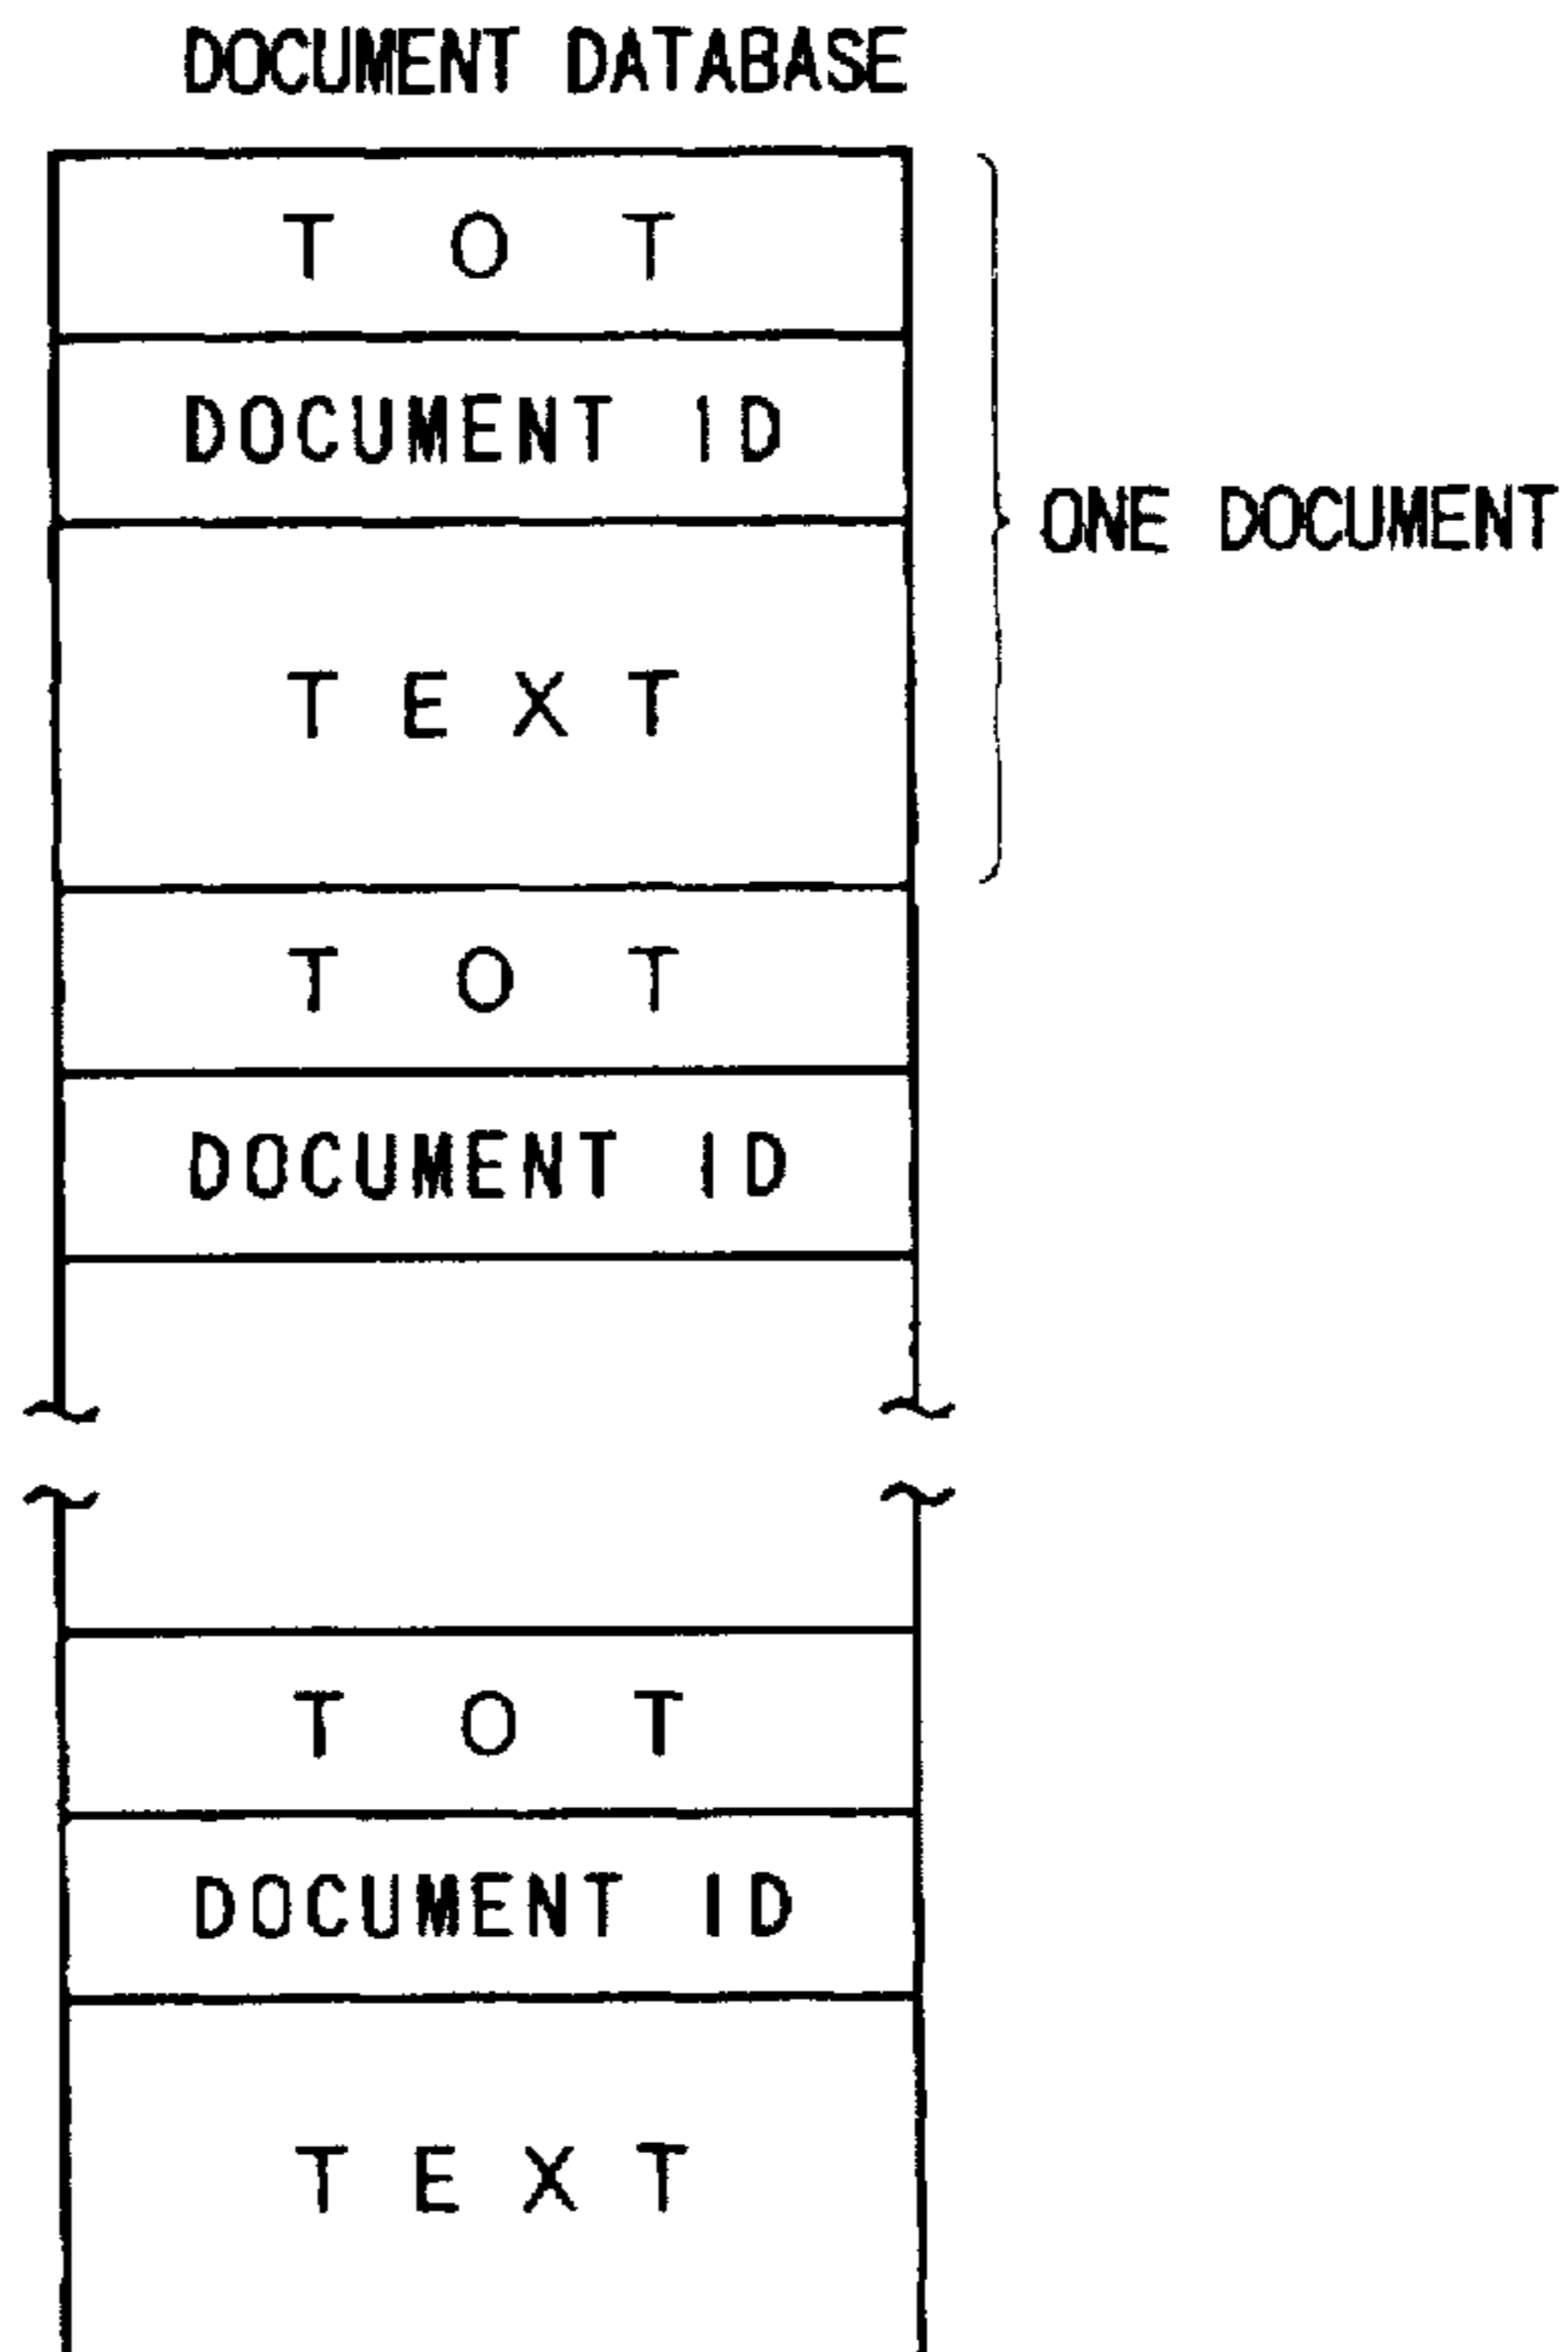 DOCUMENT DATABASE
T O T
DOCUMENT ID
ONE DOCUMENT
T E X T
T O T
DOCUMENT ID
T O T
DOCUMENT ID
T E X T